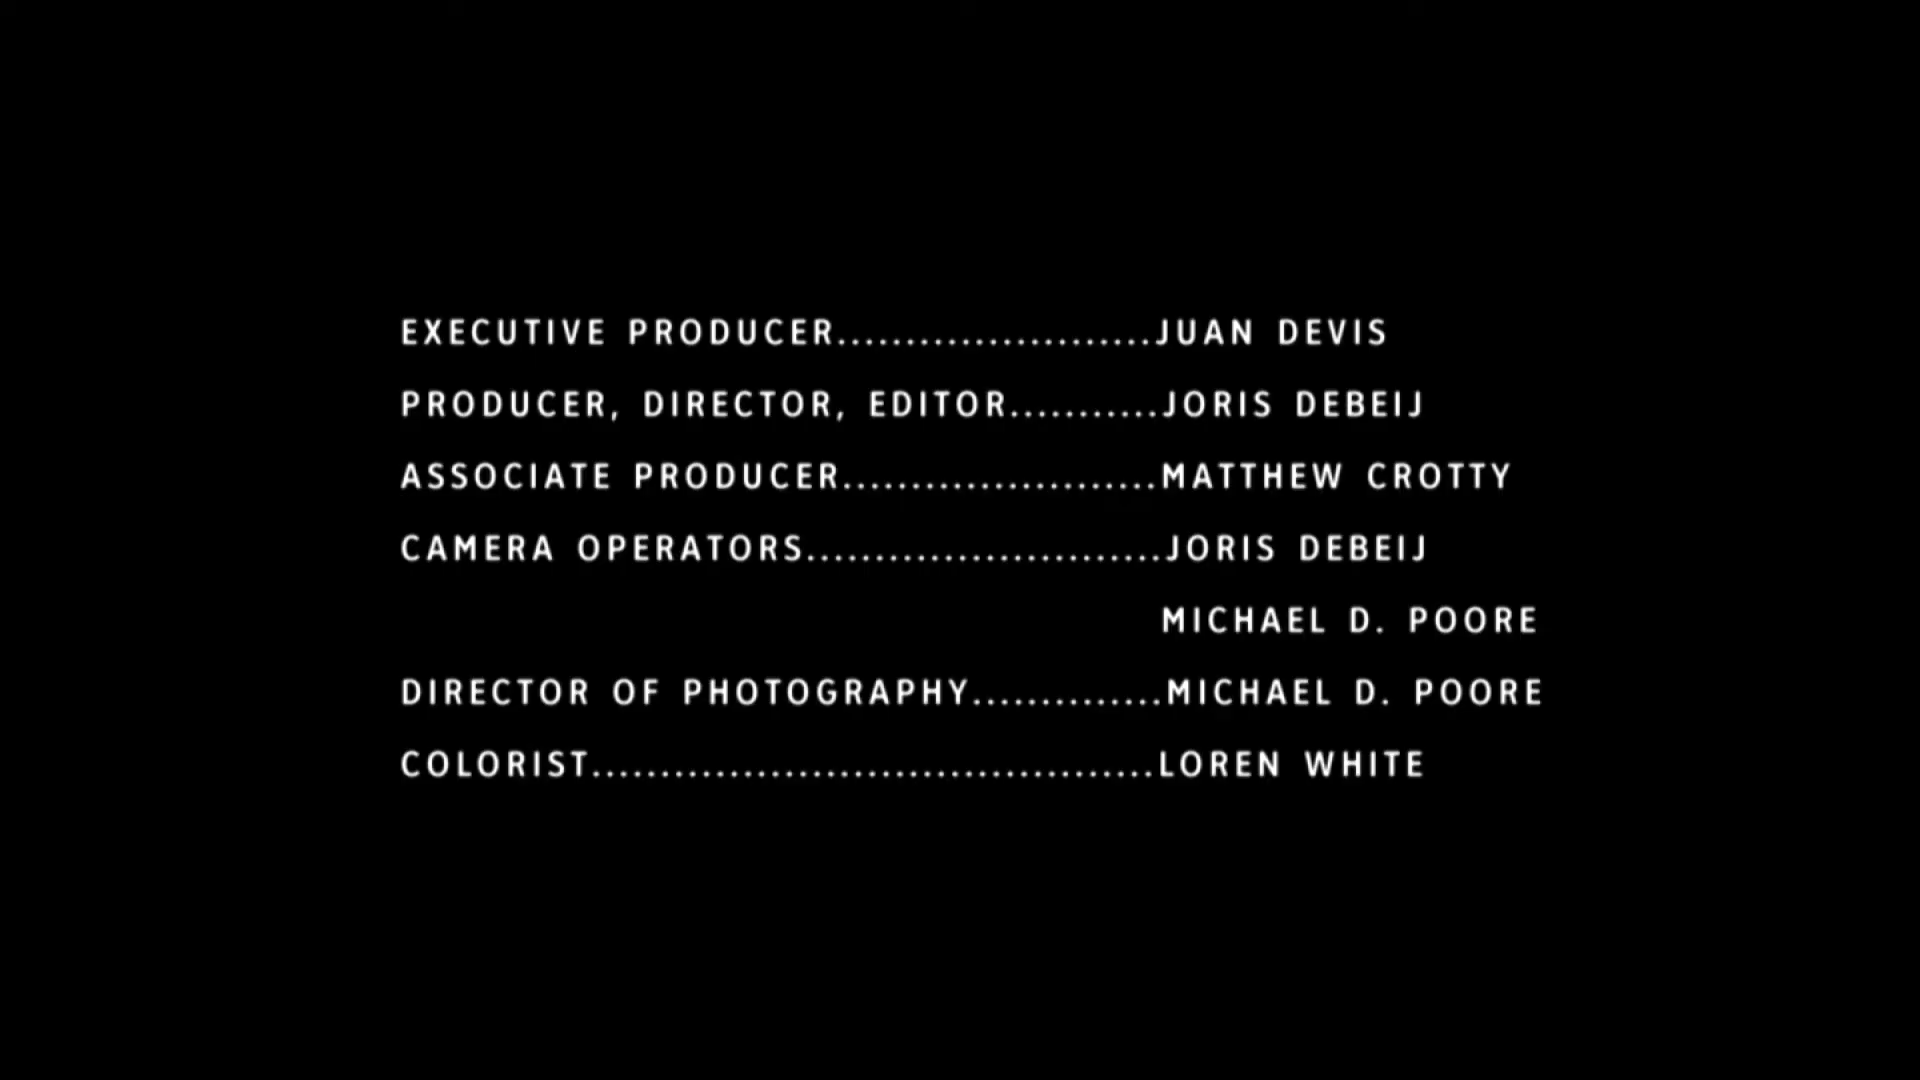 EXECUTIVE PRODUCER.......................JUAN DEVIS
PRODUCER, DIRECTOR, EDITOR...........JORIS DEBEIJ
ASSOCIATE PRODUCER.......................MATTHEW CROTTY
CAMERA OPERATORS..........................JORIS DEBEIJ
MICHAEL D. POORE
DIRECTOR OF PHOTOGRAPHY..............MICHAEL D. POORE
COLORIST.........................................LOREN WHITE